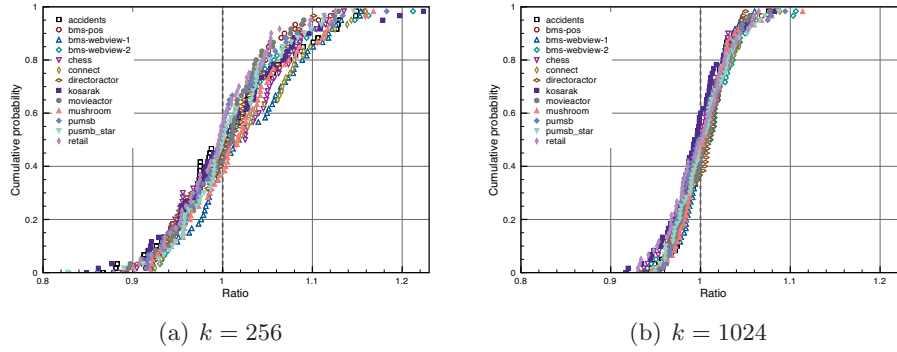 Cumulative probability
1
0.8
0.6
0.4
0.2
0
0.8
0.9
1
1.1
1.2
Ratio
accidents
bms-pos
bms-webview-1
bms-webview-2
chess
connect
directoractor
kosarak
movieactor
mushroom
pumsb
pusmb_star
retail
(a) k = 256
Cumulative probability
1
0.8
0.6
0.4
0.2
0
0.8
0.9
1
1.1
1.2
Ratio
accidents
bms-pos
bms-webview-1
bms-webview-2
chess
connect
directoractor
kosarak
movieactor
mushroom
pumsb
pusmb_star
retail
(b) k = 1024